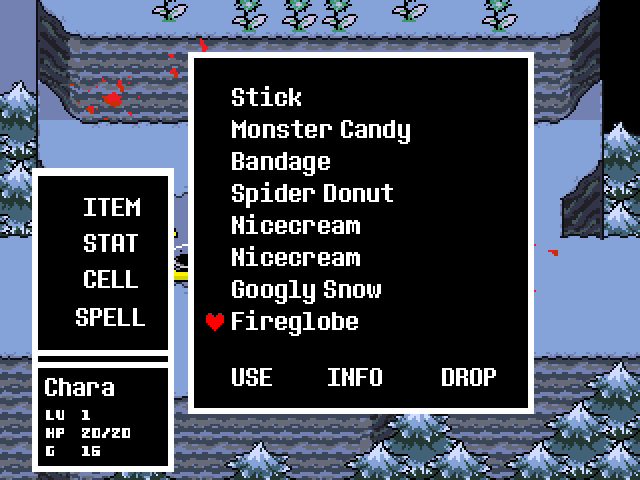 Stick
Monster Candy
Bandage
Spider Donut
Nicecream
Nicecream
Googly Snow
Fireglobe
USE INFO DROP
ITEM
STAT
CELL
SPELL
Chara
LV 1
HP 20/20
G 16